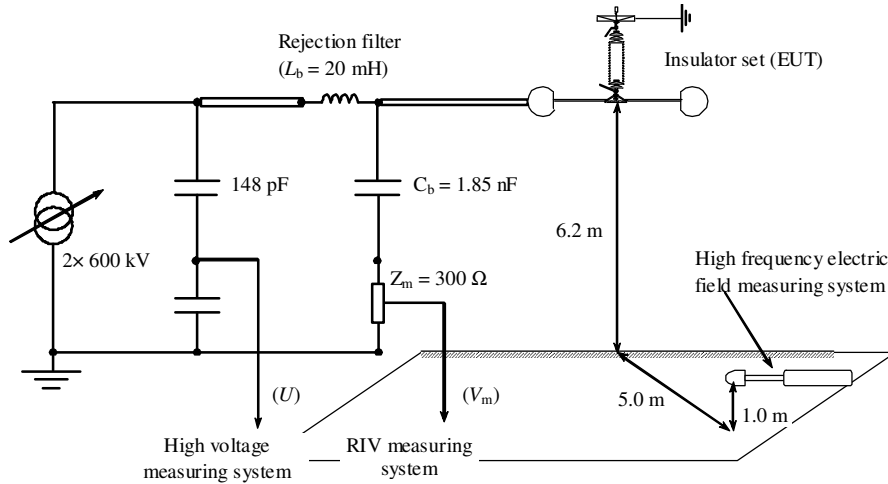 Rejection filter
(Lb = 20 mH)
Insulator set (EUT)
148 pF
Cb = 1.85 nF
2× 600 kV
Zm = 300 Ω
6.2 m
High frequency electric
field measuring system
5.0 m
1.0 m
(U)
(Vm)
High voltage
measuring system
RIV measuring
system